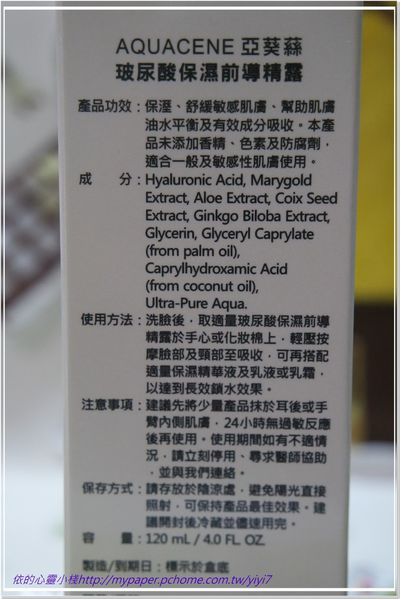 AQUACENE 亞葵蕬
玻尿酸保濕前導精露
產品功效：保溼、舒緩敏感肌膚、幫助肌膚
油水平衡及有效成分吸收。本產
品未添加香精、色素及防腐劑，
適合一般及敏感性肌膚使用。
成 分：Hyaluronic Acid, Marygold
Extract, Aloe Extract, Coix Seed
Extract, Ginkgo Biloba Extract,
Glycerin, Glyceryl Caprylate
(from palm oil),
Caprylhydroxamic Acid
(from coconut oil),
Ultra-Pure Aqua.
使用方法：洗臉後，取適量玻尿酸保濕前導
精露於手心或化妝棉上，輕壓按
摩臉部及頸部至吸收，可再搭配
適量保濕精華液及乳液或乳霜，
以達到長效鎖水效果。
注意事項：建議先將少量產品抹於耳後或手
臂內側肌膚，24小時無過敏反應
後再使用。使用期間如有不適情
況，請立刻停用、尋求醫師協助
，並與我們連絡。
保存方式：請存放於陰涼處，避免陽光直接
照射，可保持產品最佳效果。建
議開封後冷藏並儘速用完。
容 量：120 mL / 4.0 FL. OZ.
製造/到期日：標示於盒底
依的心靈小棧http://mypaper.pchome.com.tw/yiyi7